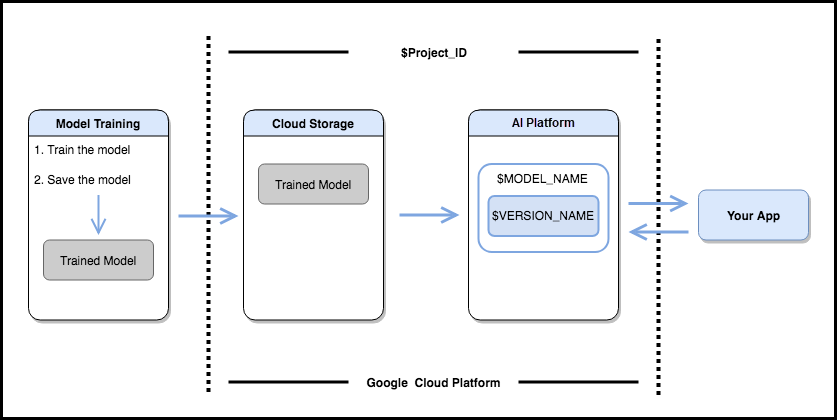 $Project_ID
Model Training
1. Train the model
2. Save the model
Trained Model
Cloud Storage
Trained Model
AI Platform
$MODEL_NAME
$VERSION_NAME
Your App
Google Cloud Platform